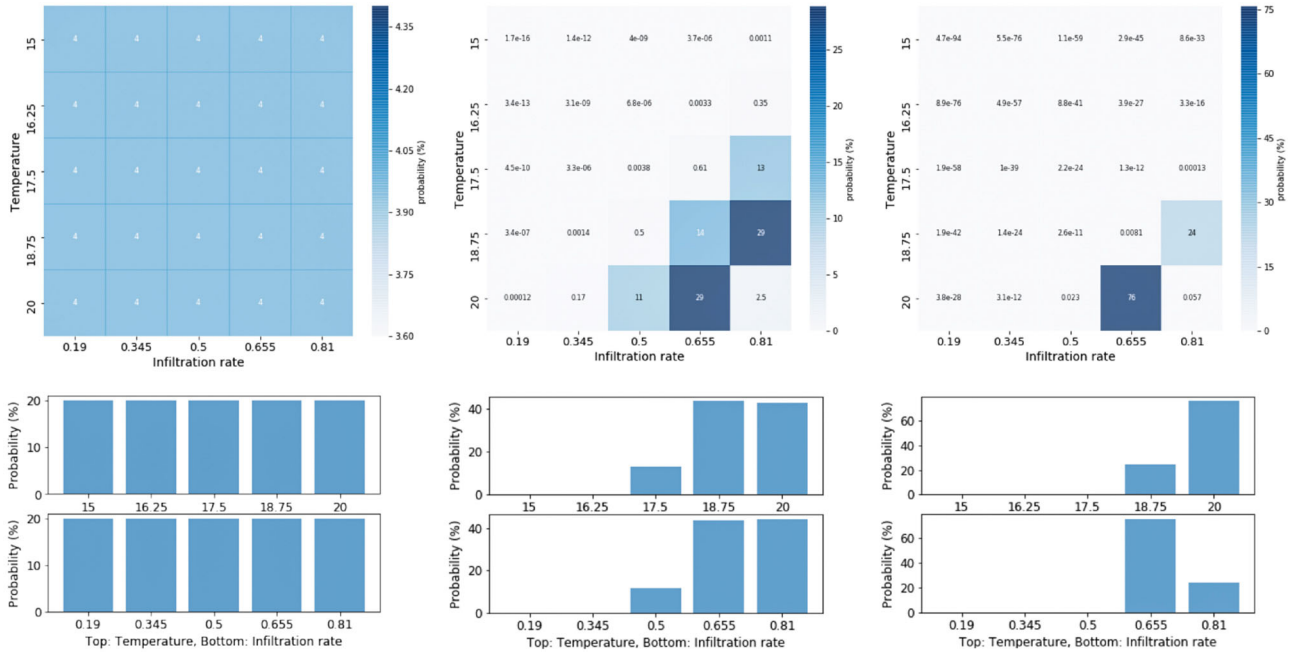 4 4 4 4 4
4 4 4 4 4
4 4 4 4 4
4 4 4 4 4
4 4 4 4 4
15
16.25
17.5
18.75
20
Temperature
0.19 0.345 0.5 0.655 0.81
Infiltration rate
4.35
4.20
4.05
3.90
3.75
3.60
probability (%)
1.7e-16 1.4e-12 4e-09 3.7e-06 0.0011
3.4e-13 3.1e-09 6.8e-06 0.0033 0.35
4.5e-10 3.3e-06 0.0038 0.61 13
3.4e-07 0.0014 0.5 14 29
0.00012 0.17 11 29 2.5
15
16.25
17.5
18.75
20
Temperature
0.19 0.345 0.5 0.655 0.81
Infiltration rate
25
20
15
10
5
0
probability (%)
4.7e-94 5.5e-76 1.1e-59 2.9e-45 8.6e-33
8.9e-76 4.9e-57 8.8e-41 3.9e-27 3.3e-16
1.9e-58 1e-39 2.2e-24 1.3e-12 0.00013
1.9e-42 1.4e-24 2.6e-11 0.0081 24
3.8e-28 3.1e-12 0.023 76 0.057
15
16.25
17.5
18.75
20
Temperature
0.19 0.345 0.5 0.655 0.81
Infiltration rate
75
60
45
30
15
0
probability (%)
Probability (%)
20
10
0
15 16.25 17.5 18.75 20
Probability (%)
20
10
0
0.19 0.345 0.5 0.655 0.81
Top: Temperature, Bottom: Infiltration rate
Probability (%)
40
20
0
15 16.25 17.5 18.75 20
Probability (%)
40
20
0
0.19 0.345 0.5 0.655 0.81
Top: Temperature, Bottom: Infiltration rate
Probability (%)
60
40
20
0
15 16.25 17.5 18.75 20
Probability (%)
60
40
20
0
0.19 0.345 0.5 0.655 0.81
Top: Temperature, Bottom: Infiltration rate